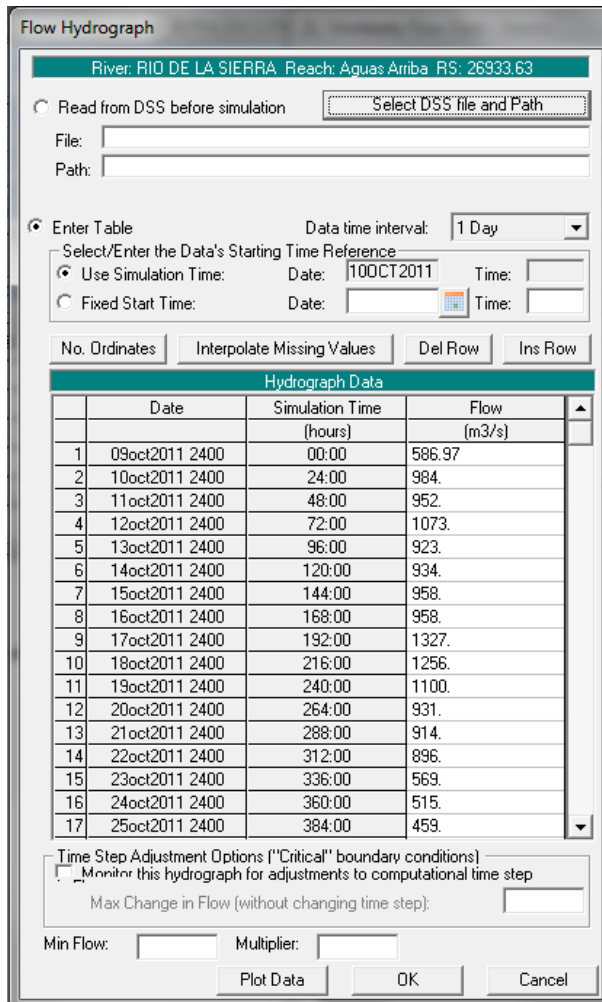 Flow Hydrograph
River: RIO DE LA SIERRA Reach: Aguas Arriba RS: 26933.63
Read from DSS before simulation Select DSS file and Path
File:
Path:
Enter Table Data time interval: 1 Day
Select/Enter the Data's Starting Time Reference
Use Simulation Time: Date: 10OCT2011 Time:
Fixed Start Time: Date: Time:
No. Ordinates Interpolate Missing Values Del Row Ins Row
Hydrograph Data
Date Simulation Time Flow
(hours) (m3/s)
1 09oct2011 2400 00:00 586.97
2 10oct2011 2400 24:00 984.
3 11oct2011 2400 48:00 952.
4 12oct2011 2400 72:00 1073.
5 13oct2011 2400 96:00 923.
6 14oct2011 2400 120:00 934.
7 15oct2011 2400 144:00 958.
8 16oct2011 2400 168:00 958.
9 17oct2011 2400 192:00 1327.
10 18oct2011 2400 216:00 1256.
11 19oct2011 2400 240:00 1100.
12 20oct2011 2400 264:00 931.
13 21oct2011 2400 288:00 914.
14 22oct2011 2400 312:00 896.
15 23oct2011 2400 336:00 569.
16 24oct2011 2400 360:00 515.
17 25oct2011 2400 384:00 459.
Time Step Adjustment Options ("Critical" boundary conditions)
Monitor this hydrograph for adjustments to computational time step
Max Change in Flow (without changing time step):
Min Flow: Multiplier:
Plot Data OK Cancel